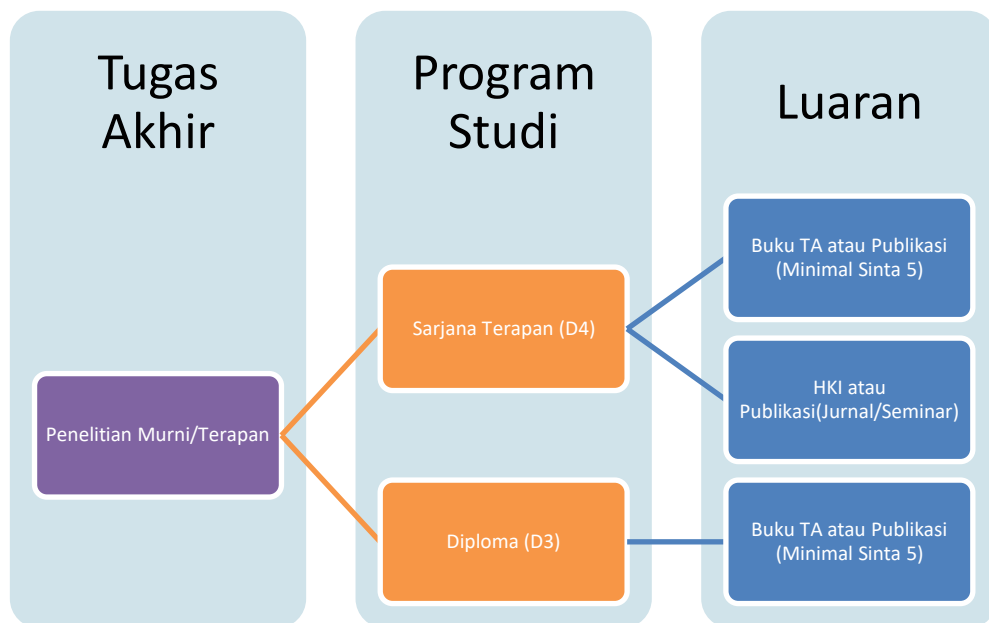 Tugas
Akhir
Program
Studi
Luaran
Penelitian Murni/Terapan
Sarjana Terapan (D4)
Diploma (D3)
Buku TA atau Publikasi
(Minimal Sinta 5)
HKI atau
Publikasi(Jurnal/Seminar)
Buku TA atau Publikasi
(Minimal Sinta 5)